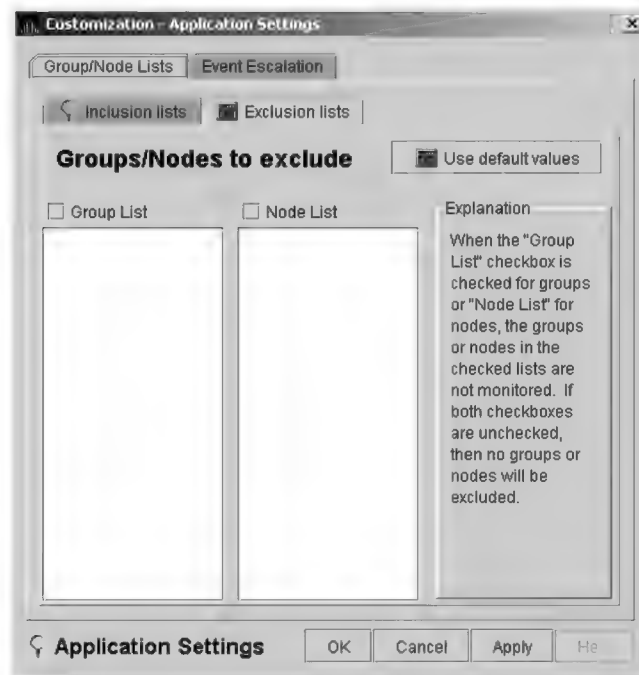 Customization - Application Settings
Group/Node Lists Event Escalation
Inclusion lists Exclusion lists
Groups/Nodes to exclude Use default values
Group List Node List Explanation
When the "Group
List" checkbox is
checked for groups
or "Node List" for
nodes, the groups
or nodes in the
checked lists are
not monitored. If
both checkboxes
are unchecked,
then no groups or
nodes will be
excluded.
Application Settings OK Cancel Apply He